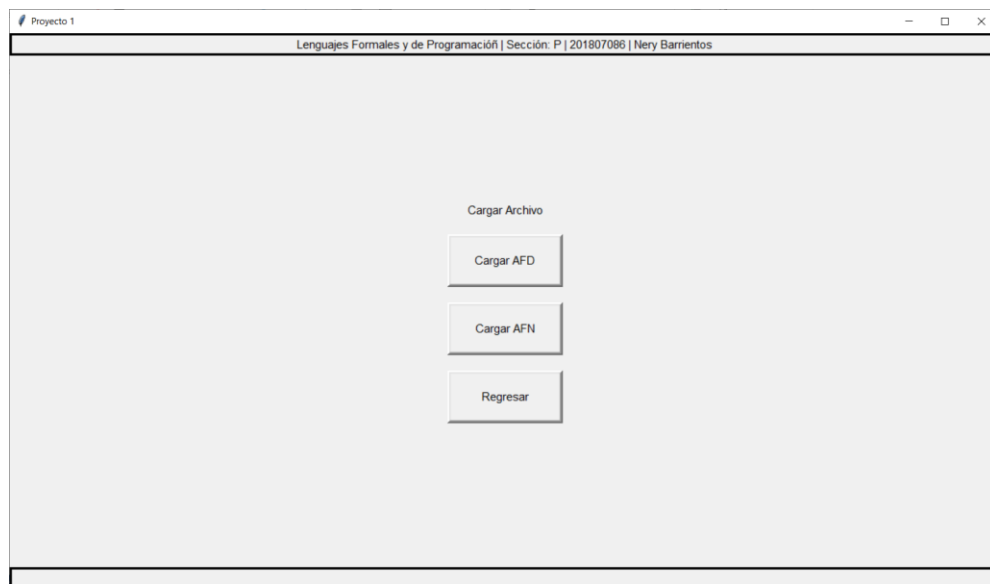 Proyecto 1
Lenguajes Formales y de Programacióñ | Sección: P | 201807086 | Nery Barrientos
Cargar Archivo
Cargar AFD
Cargar AFN
Regresar